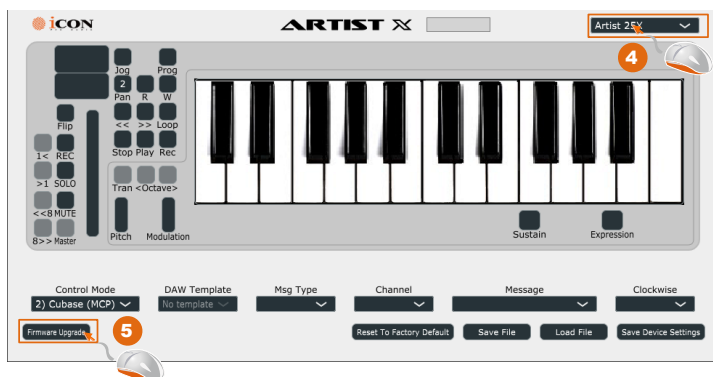 icon
ARTIST X
Artist 25X
4
Jog Prog
2
Pan R W
Flip
<< >> Loop
1< REC
Stop Play Rec
>1 SOLO
Tran <Octave>
<<8 MUTE
8>> Master
Pitch Modulation
Sustain Expression
Control Mode DAW Template Msg Type Channel Message Clockwise
2) Cubase (MCP) No template
Firmware Upgrade 5 Reset To Factory Default Save File Load File Save Device Settings